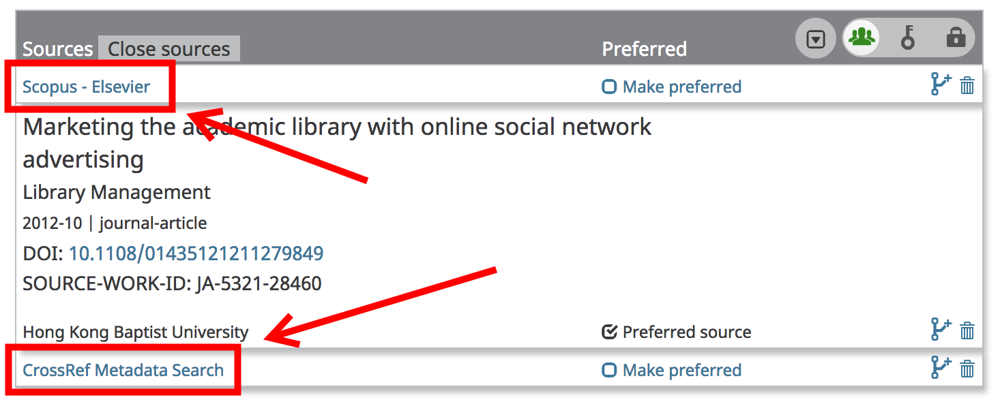 Sources Close sources Preferred
Scopus - Elsevier Make preferred
Marketing the academic library with online social network
advertising
Library Management
2012-10 | journal-article
DOI: 10.1108/01435121211279849
SOURCE-WORK-ID: JA-5321-28460
Hong Kong Baptist University Preferred source
CrossRef Metadata Search Make preferred